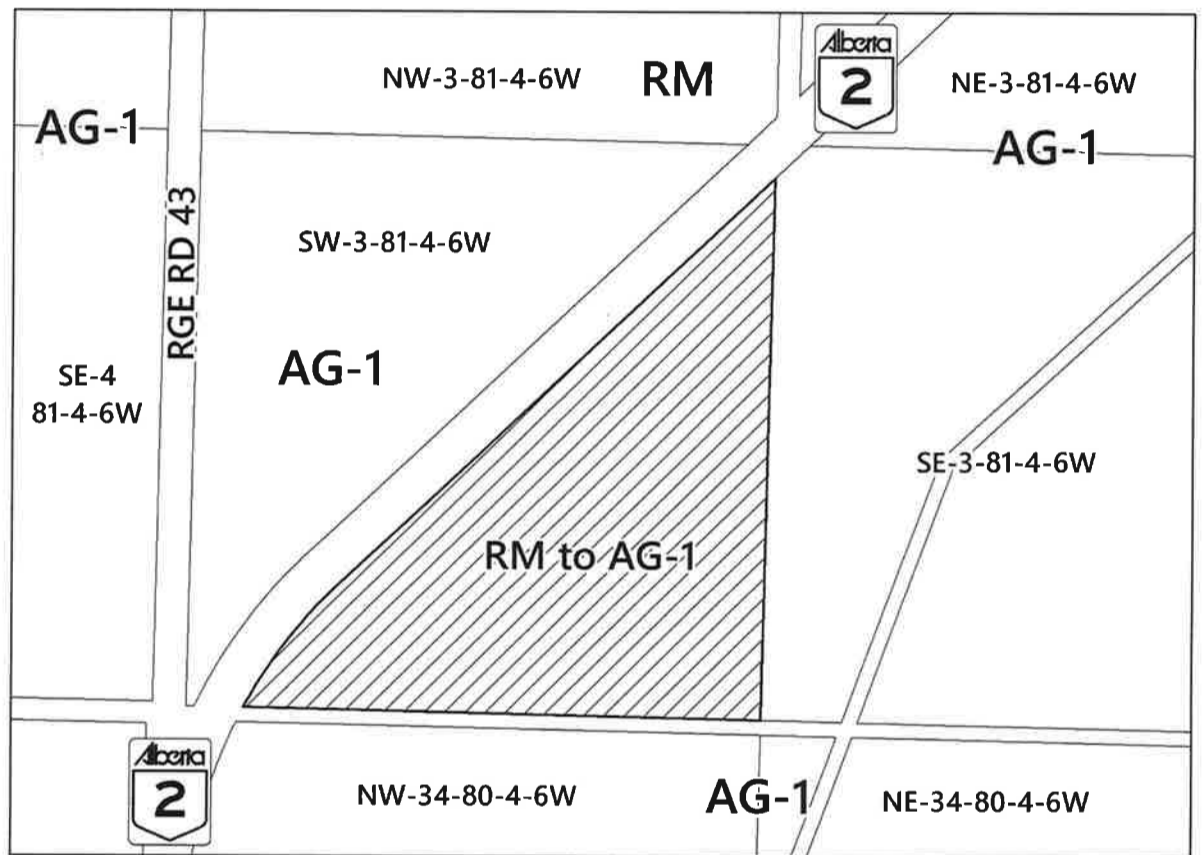 NW-3-81-4-6W
RM
Alberta
2
NE-3-81-4-6W
AG-1
AG-1
RGE RD 43
SW-3-81-4-6W
AG-1
SE-4
81-4-6W
SE-3-81-4-6W
RM to AG-1
Alberta
2
NW-34-80-4-6W
AG-1
NE-34-80-4-6W